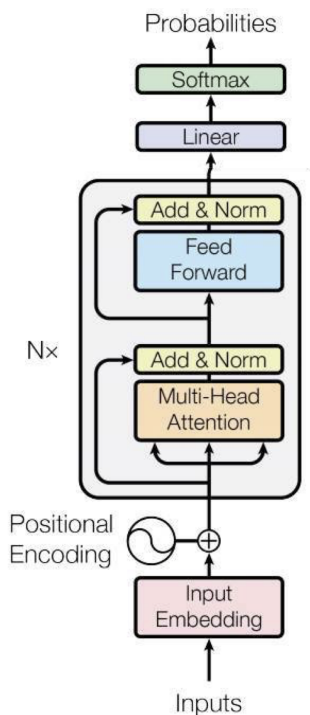 Probabilities
Softmax
Linear
Add & Norm
Feed
Forward
N×
Add & Norm
Multi-Head
Attention
Positional
Encoding
Input
Embedding
Inputs